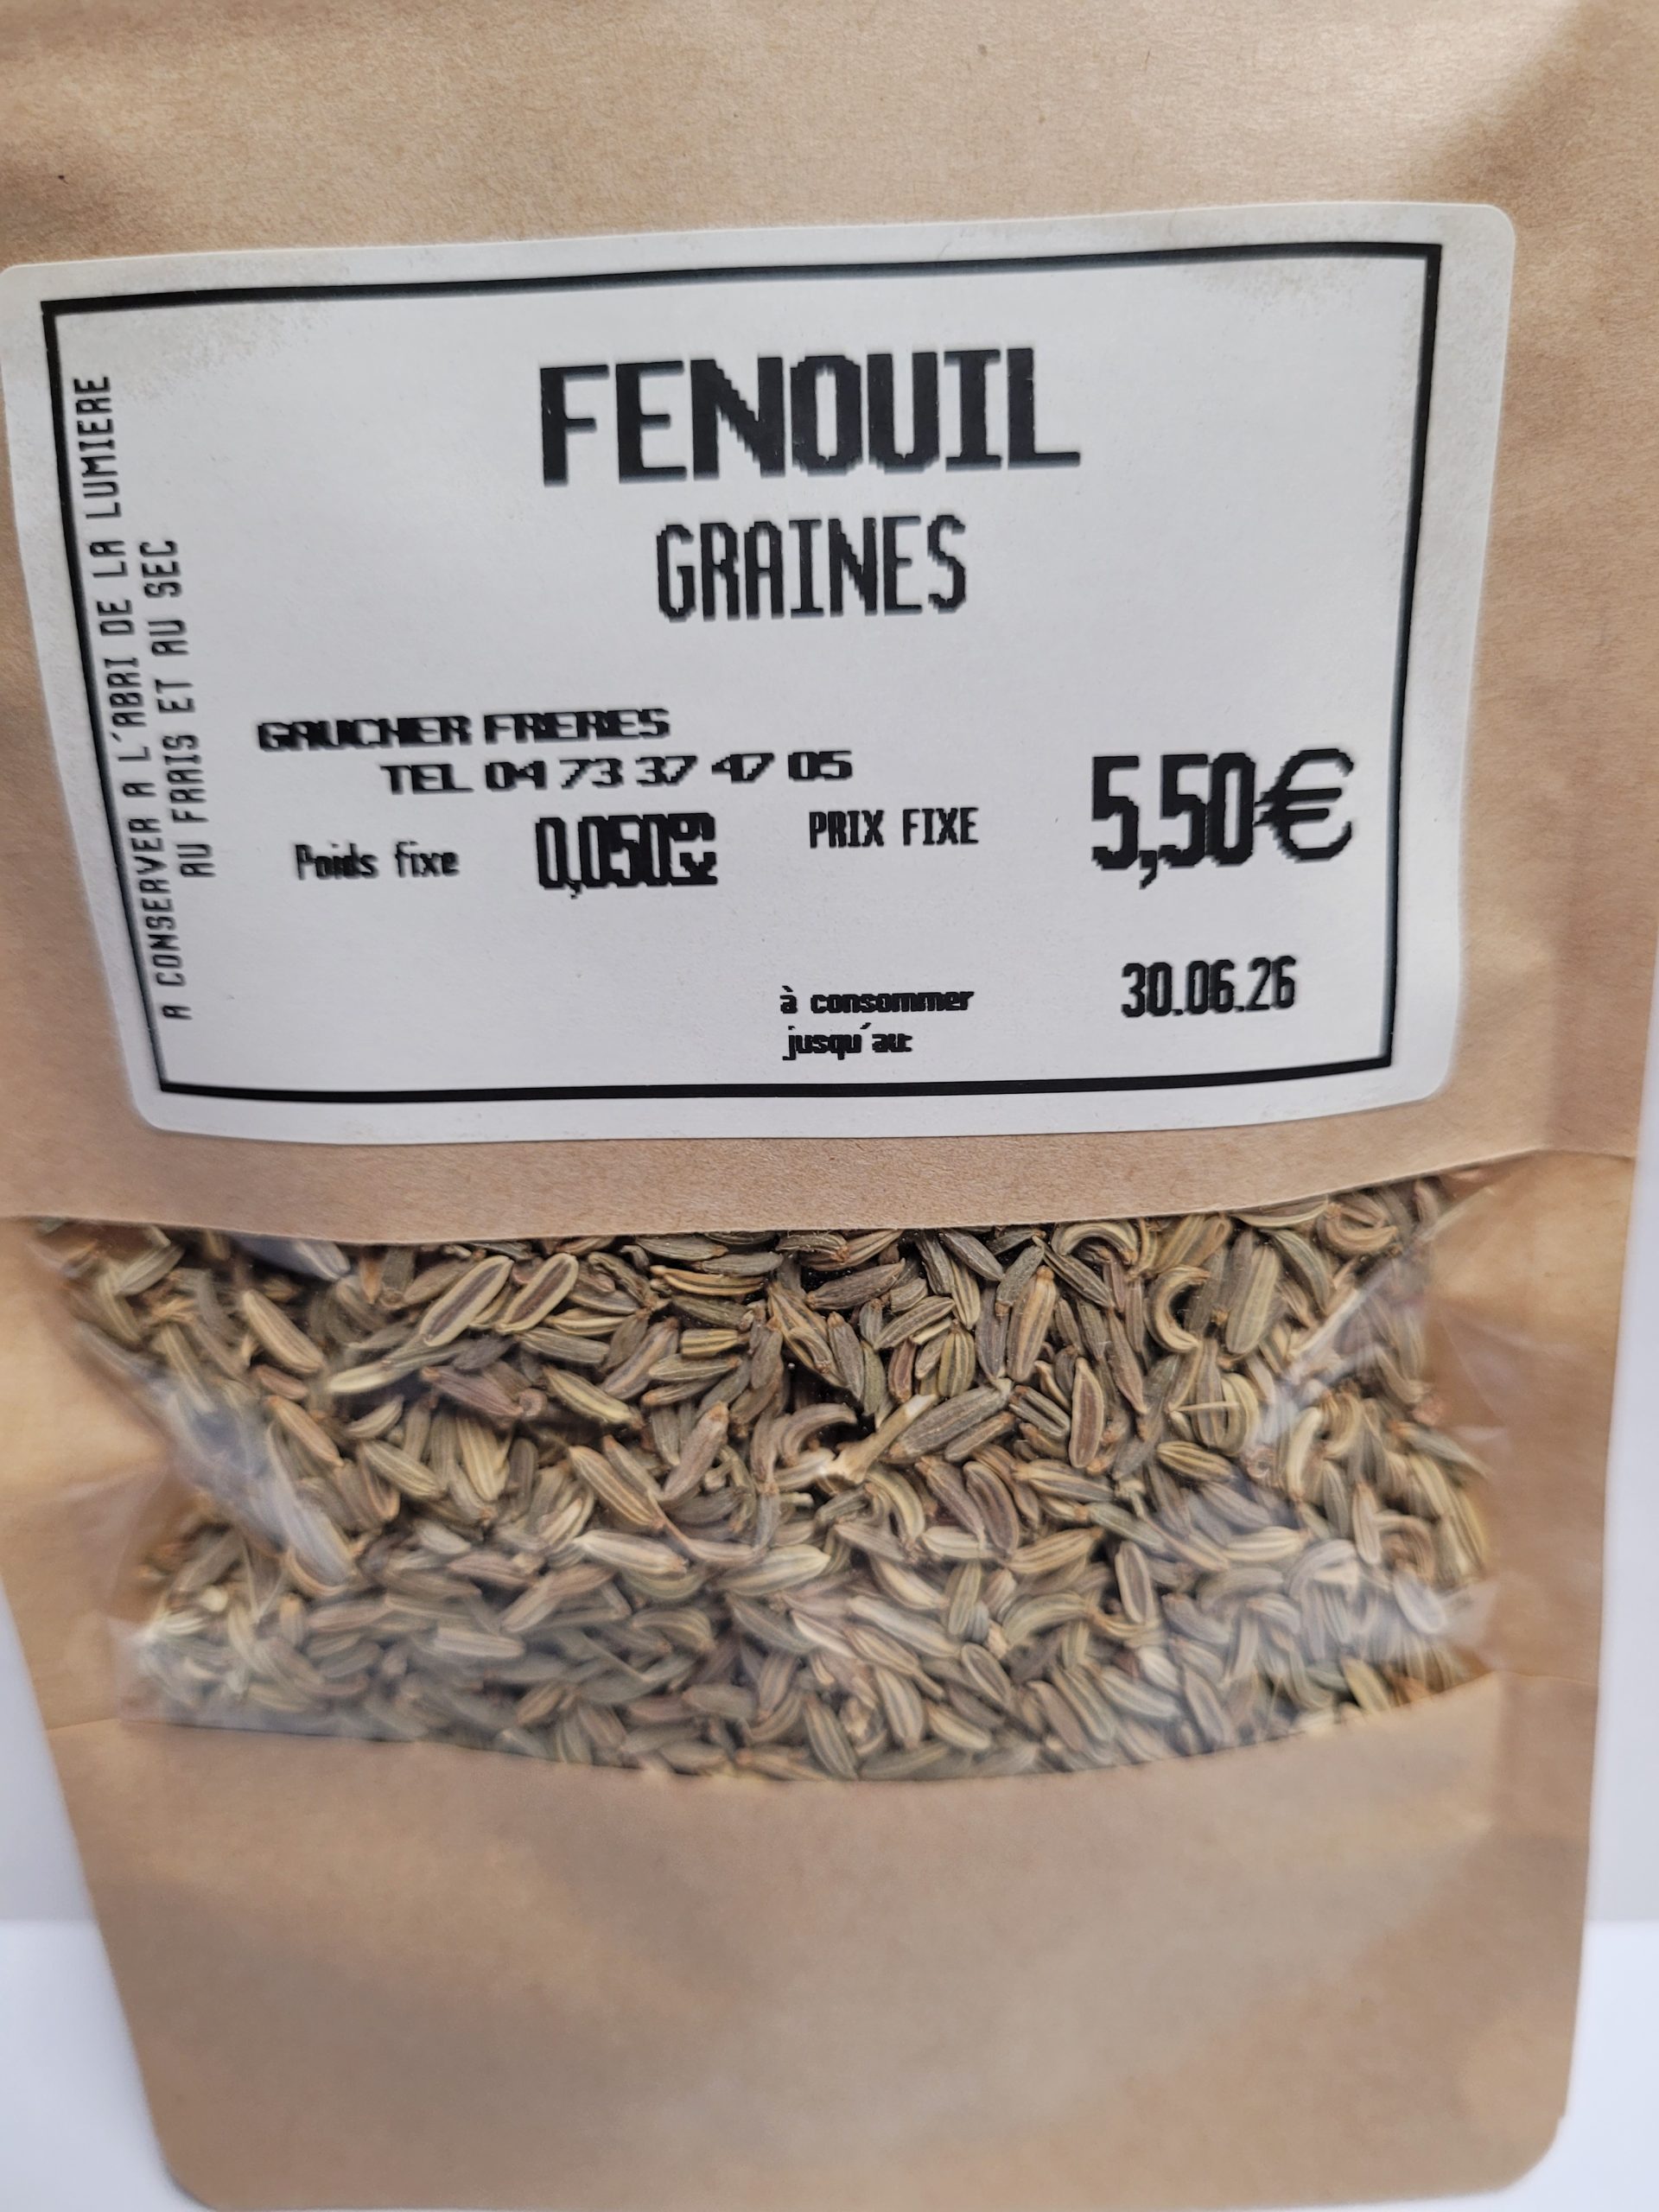 FENOUIL
GRAINES
GAUCHER FRERES
TEL 04 73 37 47 05
Poids fixe 0,050kg PRIX FIXE 5,50€
à consommer 30.06.26
jusqu'au:
A CONSERVER A L'ABRI DE LA LUMIERE
AU FRAIS ET AU SEC